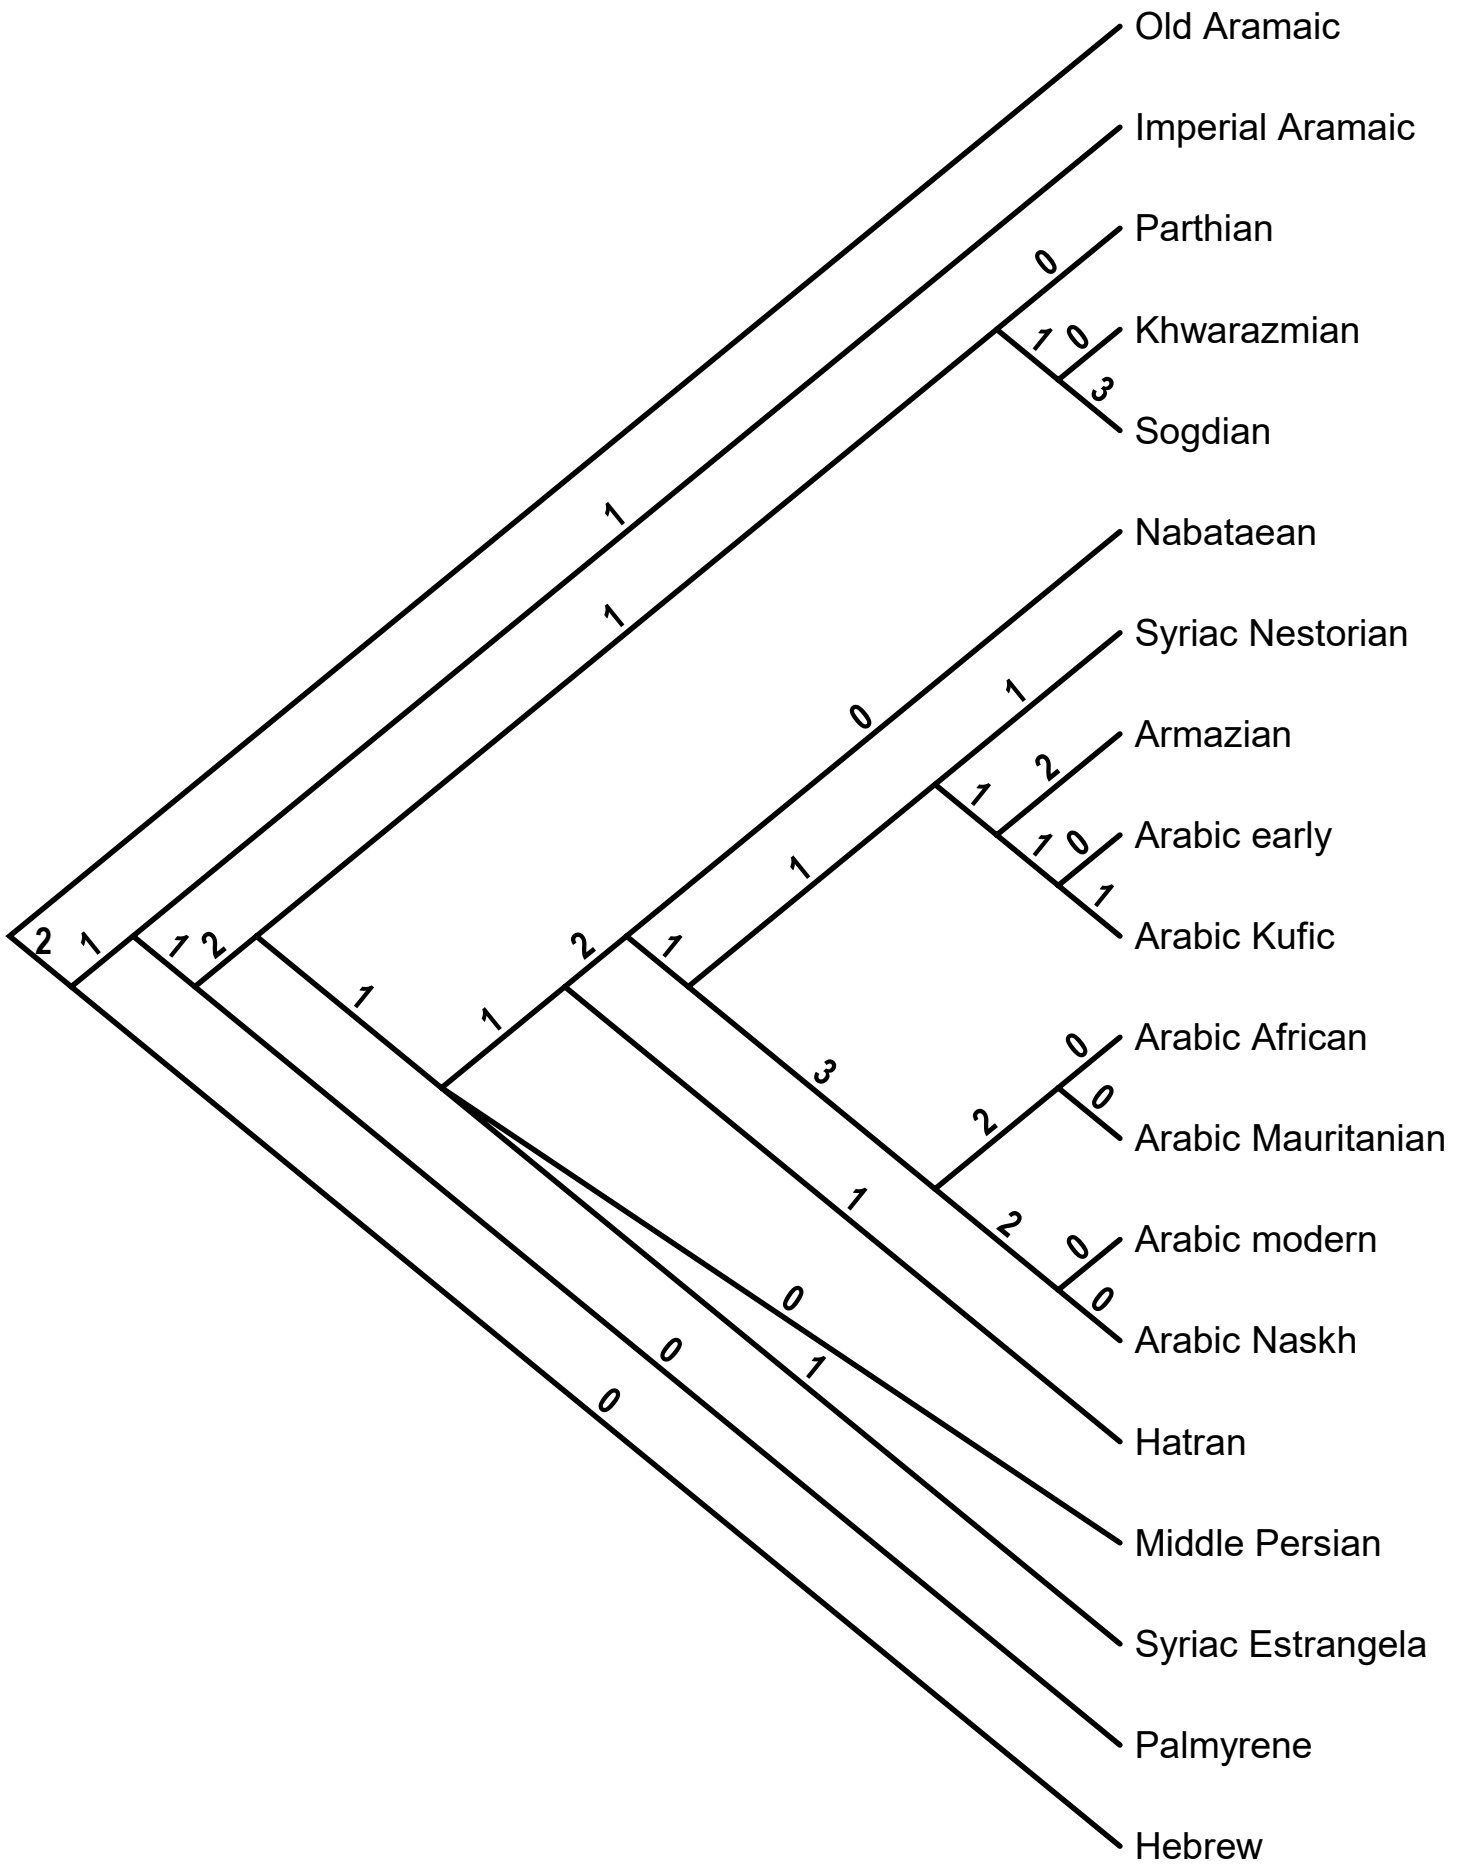 Old Aramaic
Imperial Aramaic
Parthian
0
Khwarazmian
1 0
3
Sogdian
1
Nabataean
1
Syriac Nestorian
1
0
Armazian
2
1
Arabic early
1 0
1
1
Arabic Kufic
2 1
1 2
2
1
1
1
Arabic African
0
3
0
2
Arabic Mauritanian
1
2
Arabic modern
0
0
0
Arabic Naskh
0
1
0
Hatran
Middle Persian
Syriac Estrangela
Palmyrene
Hebrew